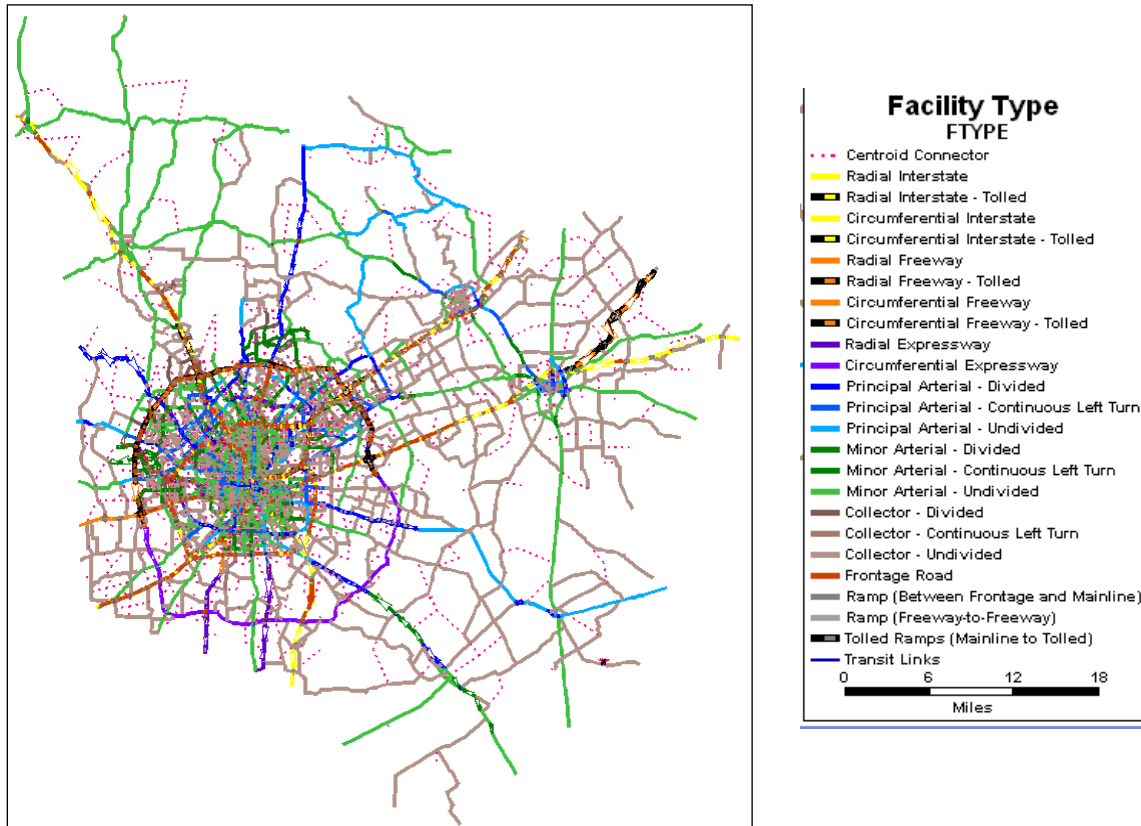 Facility Type
FTYPE
Centroid Connector
Radial Interstate
Radial Interstate - Tolled
Circumferential Interstate
Circumferential Interstate - Tolled
Radial Freeway
Radial Freeway - Tolled
Circumferential Freeway
Circumferential Freeway - Tolled
Radial Expressway
Circumferential Expressway
Principal Arterial - Divided
Principal Arterial - Continuous Left Turn
Principal Arterial - Undivided
Minor Arterial - Divided
Minor Arterial - Continuous Left Turn
Minor Arterial - Undivided
Collector - Divided
Collector - Continuous Left Turn
Collector - Undivided
Frontage Road
Ramp (Between Frontage and Mainline)
Ramp (Freeway-to-Freeway)
Tolled Ramps (Mainline to Tolled)
Transit Links
0 6 12 18
Miles